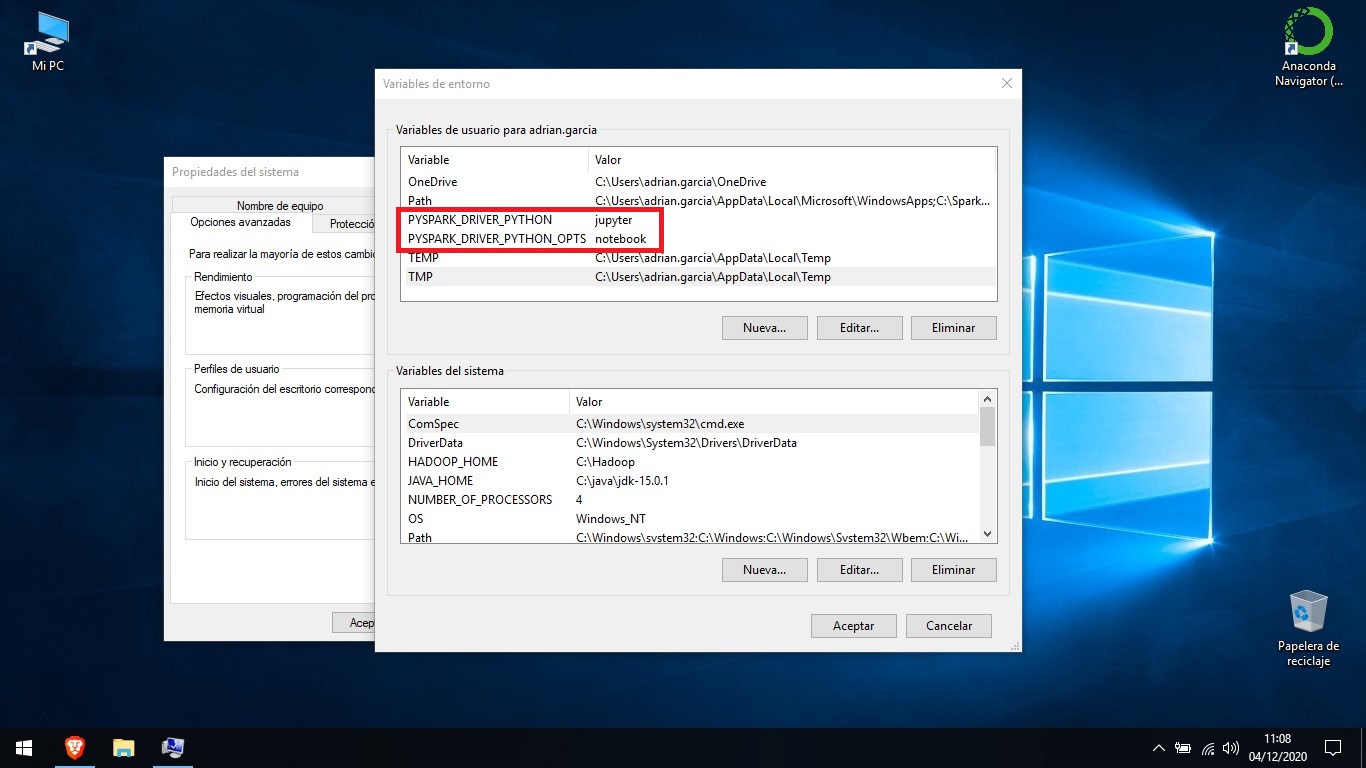 Mi PC
Anaconda
Navigator (...
Variables de entorno
Variables de usuario para adrian.garcia
Variable Valor
OneDrive C:\Users\adrian.garcia\OneDrive
Path C:\Users\adrian.garcia\AppData\Local\Microsoft\WindowsApps;C:\Spark...
PYSPARK_DRIVER_PYTHON jupyter
PYSPARK_DRIVER_PYTHON_OPTS notebook
TEMP C:\Users\adrian.garcia\AppData\Local\Temp
TMP C:\Users\adrian.garcia\AppData\Local\Temp
Nueva... Editar... Eliminar
Variables del sistema
Variable Valor
ComSpec C:\Windows\system32\cmd.exe
DriverData C:\Windows\System32\Drivers\DriverData
HADOOP_HOME C:\Hadoop
JAVA_HOME C:\java\jdk-15.0.1
NUMBER_OF_PROCESSORS 4
OS Windows_NT
Path C:\Windows\system32;C:\Windows;C:\Windows\System32\Wbem;C:\Wi...
Nueva... Editar... Eliminar
Aceptar Cancelar
Propiedades del sistema
Nombre de equipo
Opciones avanzadas Protecció
Para realizar la mayoría de estos cambio
Rendimiento
Efectos visuales, programación del pro
memoria virtual
Perfiles de usuario
Configuración del escritorio correspond
Inicio y recuperación
Inicio del sistema, errores del sistema e
Acep
Papelera de
reciclaje
11:08
04/12/2020